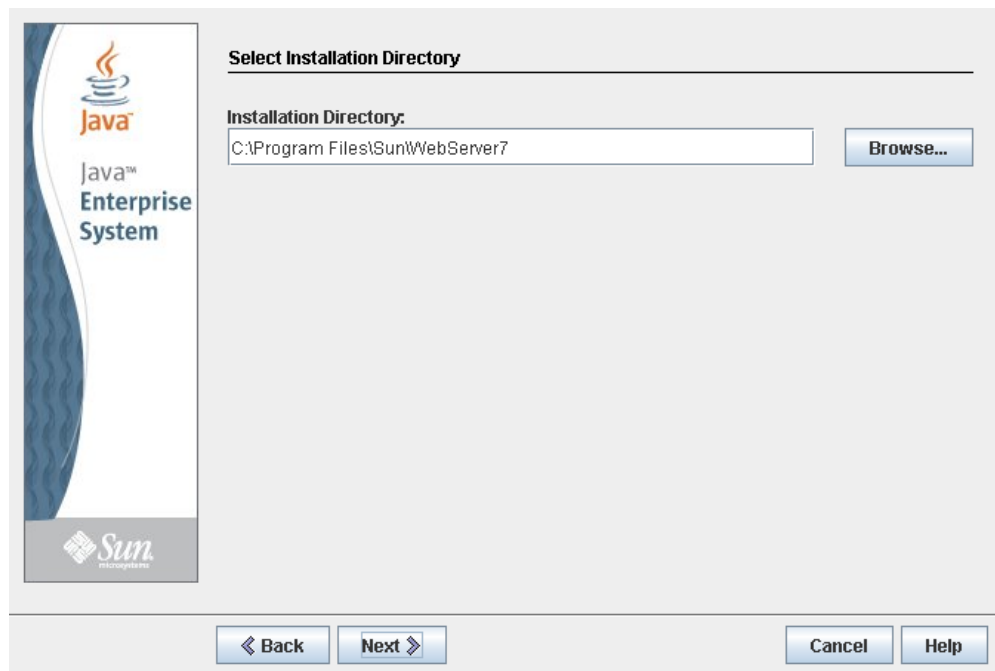 Java™
Java™
Enterprise
System
Sun
microsystems
Select Installation Directory
Installation Directory:
C:\Program Files\Sun\WebServer7
Browse...
Back
Next
Cancel
Help